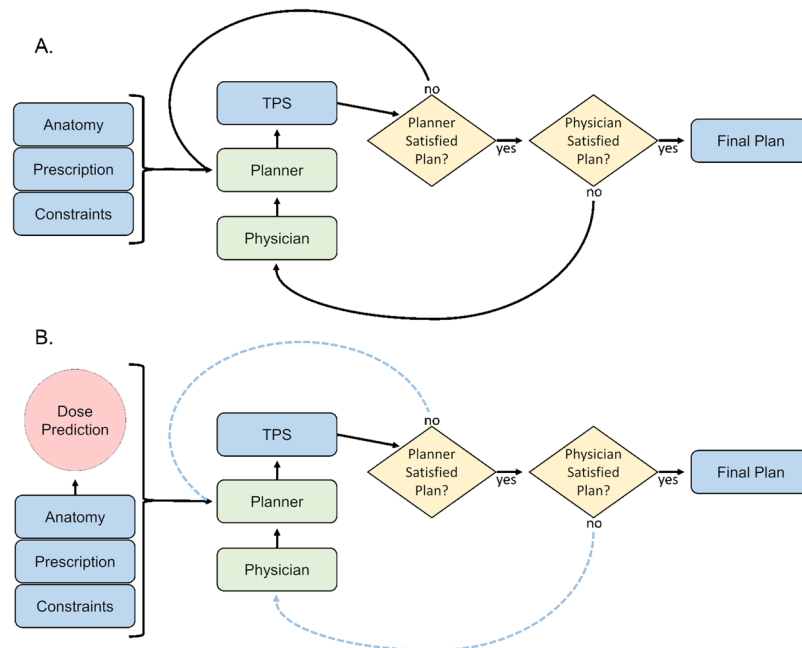 A.
no
TPS
Anatomy
Planner
Satisfied
Plan?
yes
Physician
Satisfied
Plan?
yes
Final Plan
Prescription
Planner
no
Constraints
Physician
B.
Dose
Prediction
no
TPS
Planner
Satisfied
Plan?
yes
Physician
Satisfied
Plan?
yes
Final Plan
Anatomy
Planner
no
Prescription
Physician
Constraints